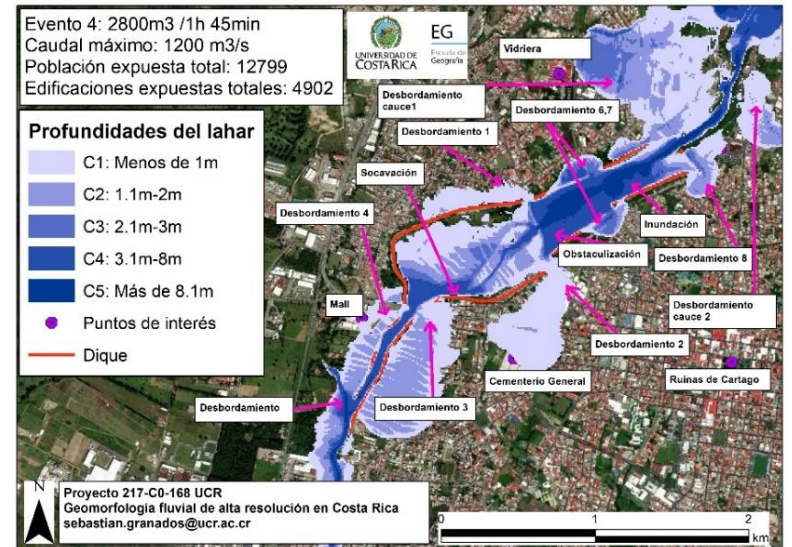 Evento 4: 2800m3 /1h 45min
Caudal máximo: 1200 m3/s
Población expuesta total: 12799
Edificaciones expuestas totales: 4902
UNIVERSIDAD DE
COSTA RICA
EG
Escuela de
Geografía
Profundidades del lahar
C1: Menos de 1m
C2: 1.1m-2m
C3: 2.1m-3m
C4: 3.1m-8m
C5: Más de 8.1m
Puntos de interés
Dique
Vidriera
Desbordamiento
cauce1
Desbordamiento 6,7
Desbordamiento 1
Socavación
Desbordamiento 4
Inundación
Obstaculización
Desbordamiento 8
Mall
Desbordamiento
cauce 2
Desbordamiento 2
Cementerio General
Ruinas de Cartago
Desbordamiento
Desbordamiento 3
N
Proyecto 217-C0-168 UCR
Geomorfología fluvial de alta resolución en Costa Rica
sebastian.granados@ucr.ac.cr
0 1 2
km